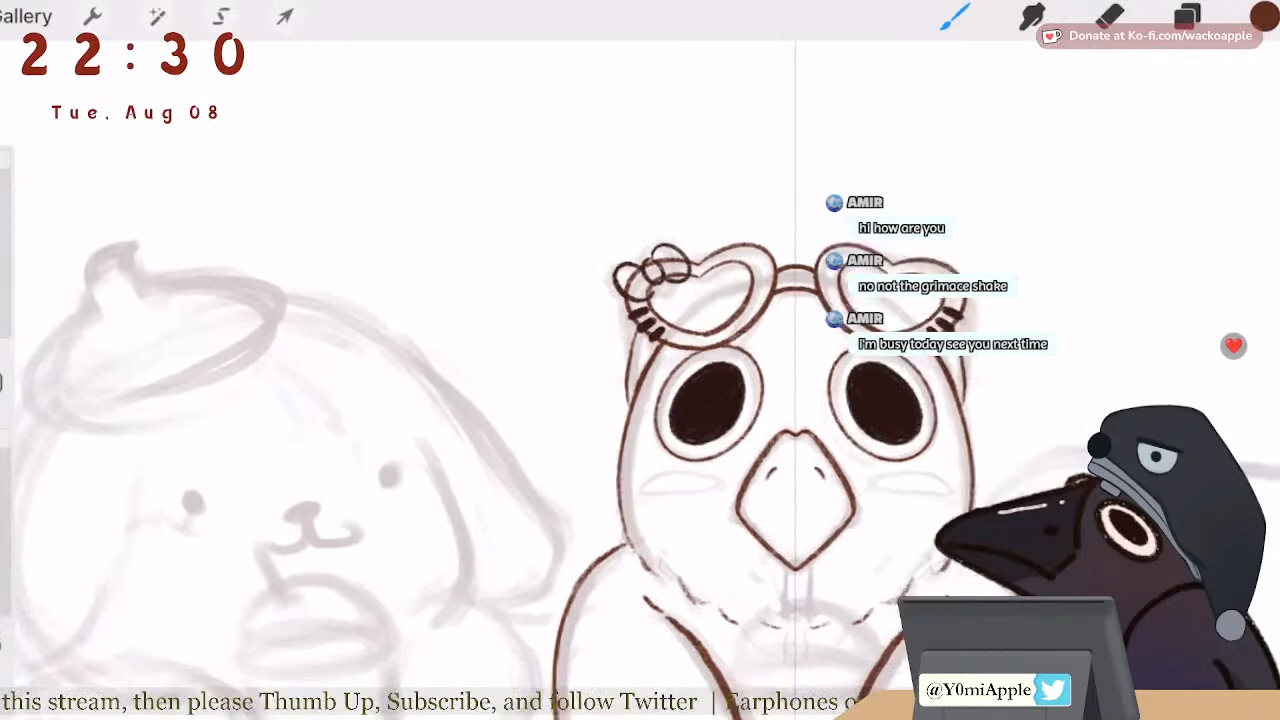 Gallery
Donate at Ko-fi.com/wackoapple
22:30
Tue, Aug 08
AMIR
hI how are you
AMIR
no not the grimace shake
AMIR
i'm busy today see you next time
@Y0miApple
this stream, then please Thumbs Up, Subscribe, and follow Twitter | Earphones